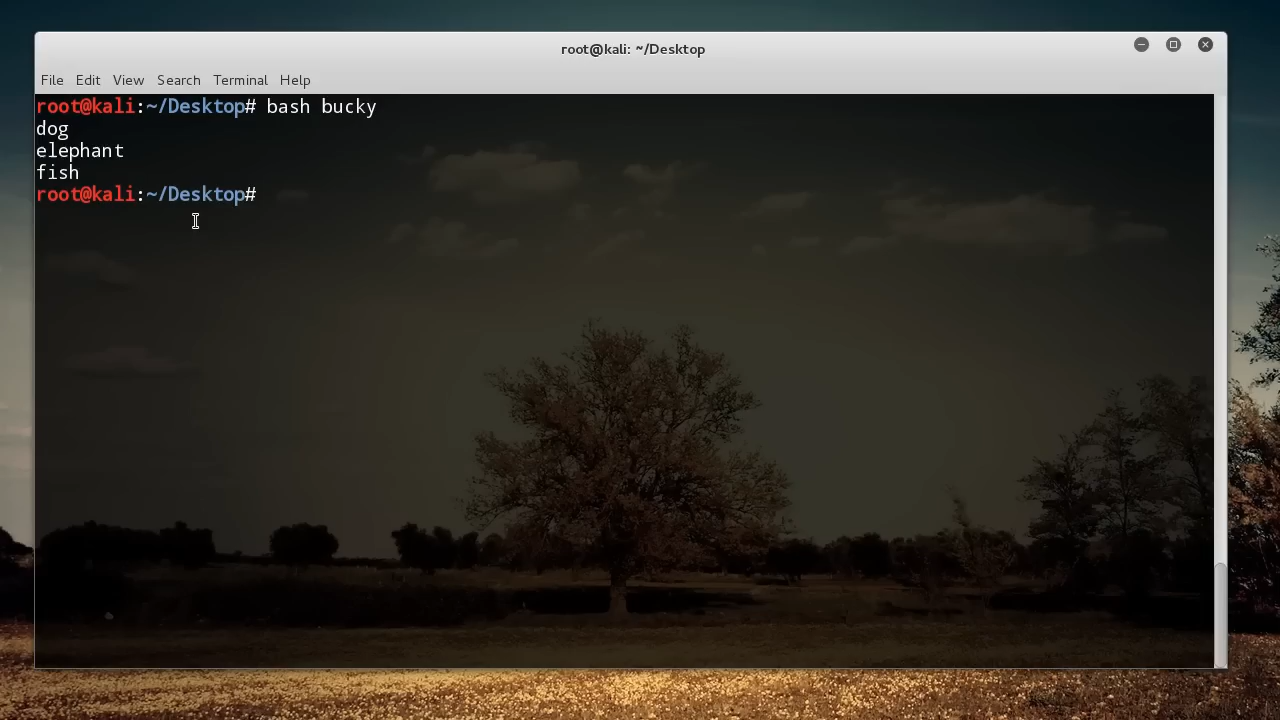 root@kali: ~/Desktop
File Edit View Search Terminal Help
root@kali:~/Desktop# bash bucky
dog
elephant
fish
root@kali:~/Desktop#